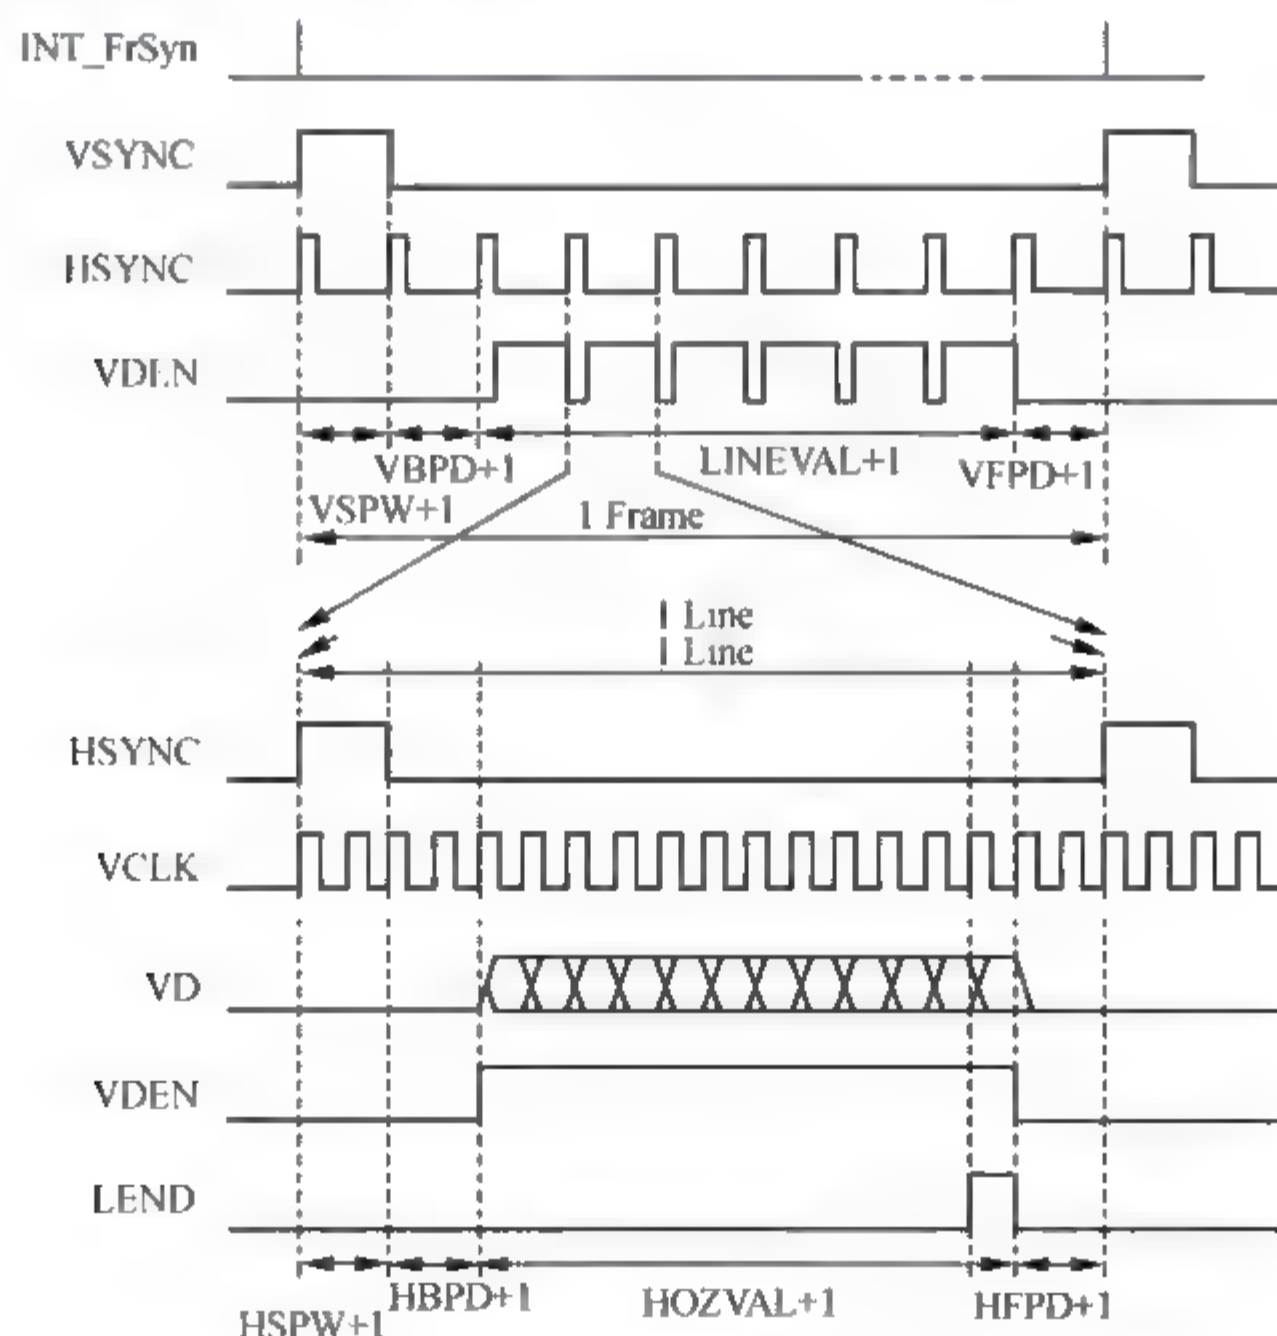 INT_FrSyn
VSYNC
HSYNC
VDEN
VBPD+1
LINEVAL+1
VFPD+1
VSPW+1
1 Frame
1 Line
1 Line
HSYNC
VCLK
VD
VDEN
LEND
HBPD+1
HOZVAL+1
HFPD+1
HSPW+1